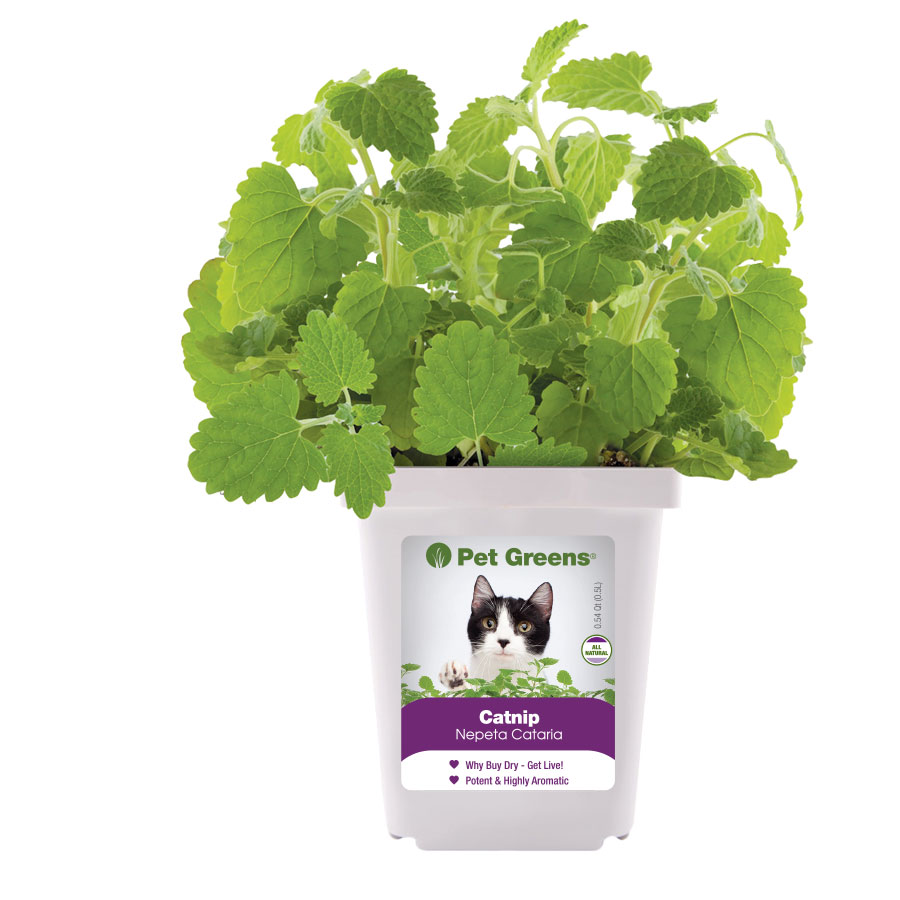 Pet Greens®
0.54 Qt (0.5L)
ALL
NATURAL
Catnip
Nepeta Cataria
Why Buy Dry - Get Live!
Potent & Highly Aromatic